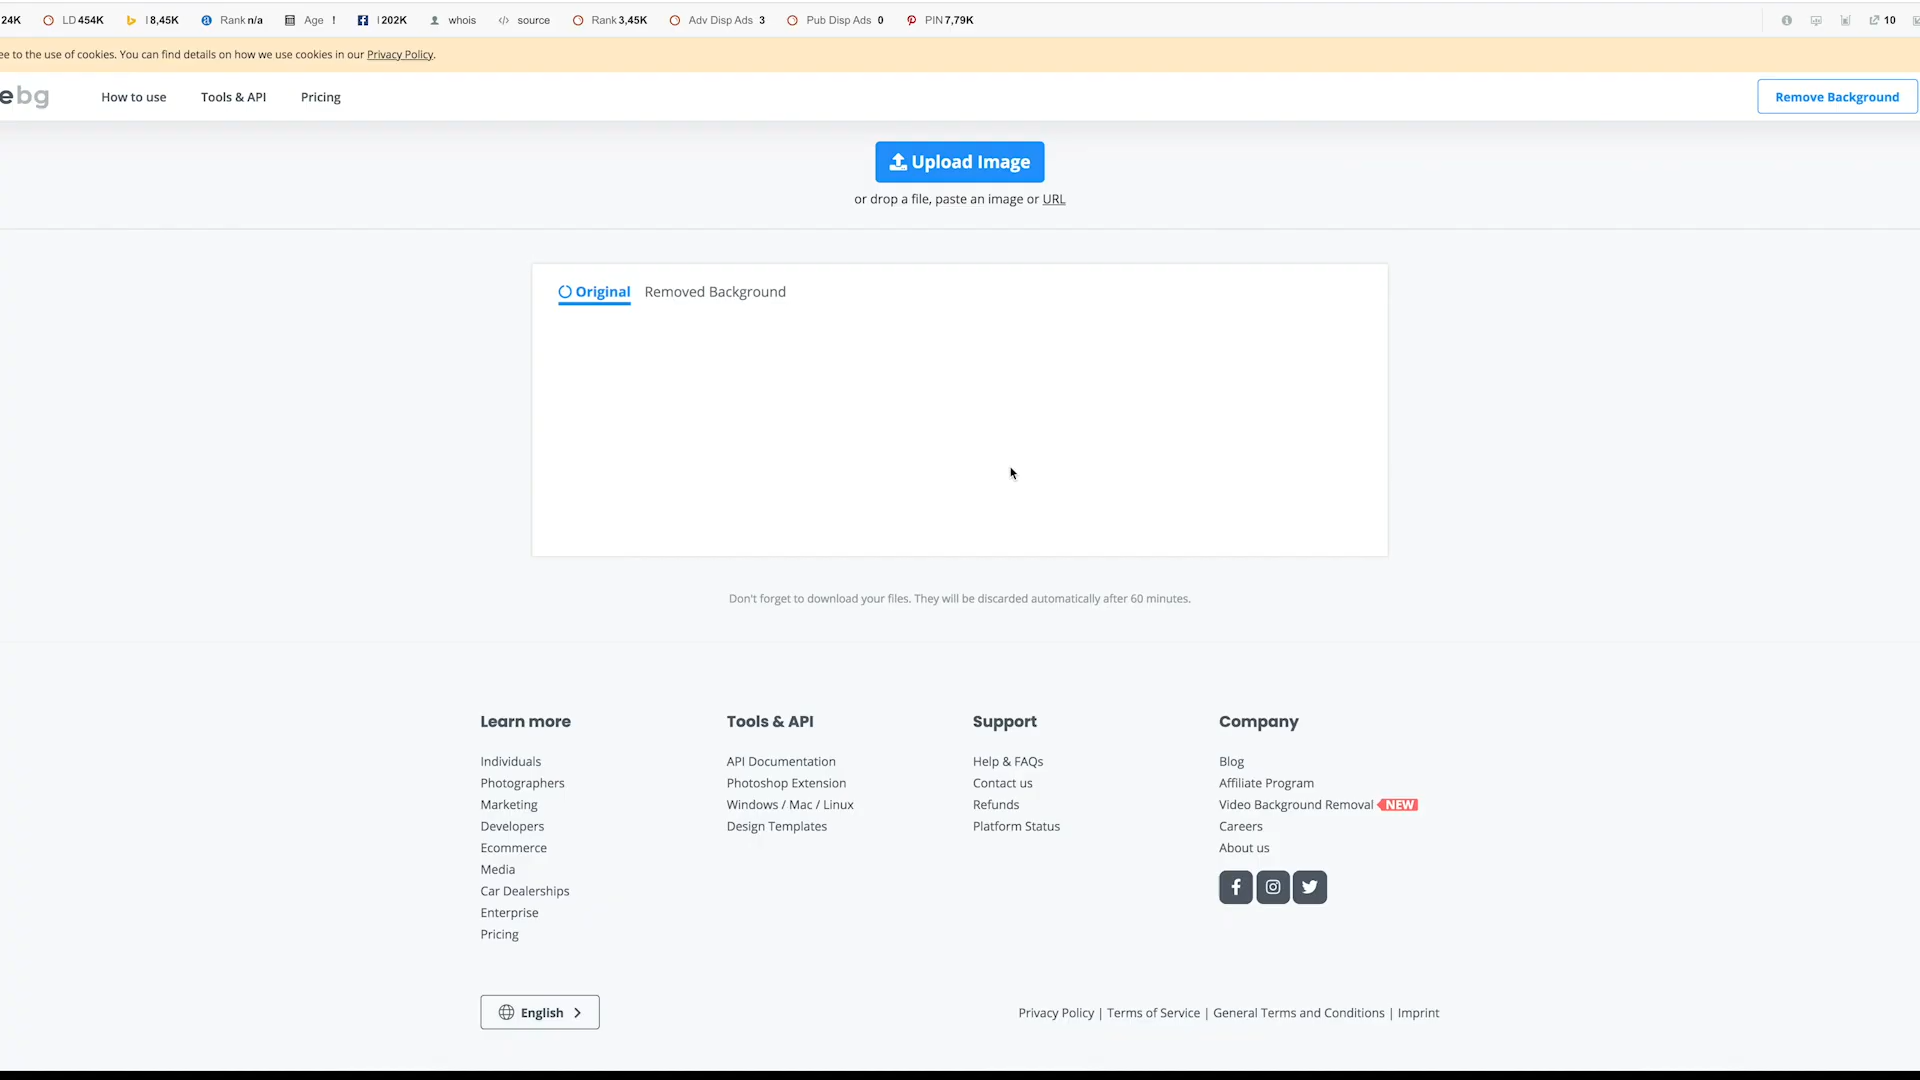 24K LD 454K I 8,45K Rank n/a Age ! I 202K whois source Rank 3,45K Adv Disp Ads 3 Pub Disp Ads 0 PIN 7,79K 10
ee to the use of cookies. You can find details on how we use cookies in our Privacy Policy.
ebg How to use Tools & API Pricing Remove Background
Upload Image
or drop a file, paste an image or URL
Original Removed Background
Don't forget to download your files. They will be discarded automatically after 60 minutes.
Learn more
Individuals
Photographers
Marketing
Developers
Ecommerce
Media
Car Dealerships
Enterprise
Pricing
Tools & API
API Documentation
Photoshop Extension
Windows / Mac / Linux
Design Templates
Support
Help & FAQs
Contact us
Refunds
Platform Status
Company
Blog
Affiliate Program
Video Background Removal NEW
Careers
About us
English
Privacy Policy | Terms of Service | General Terms and Conditions | Imprint